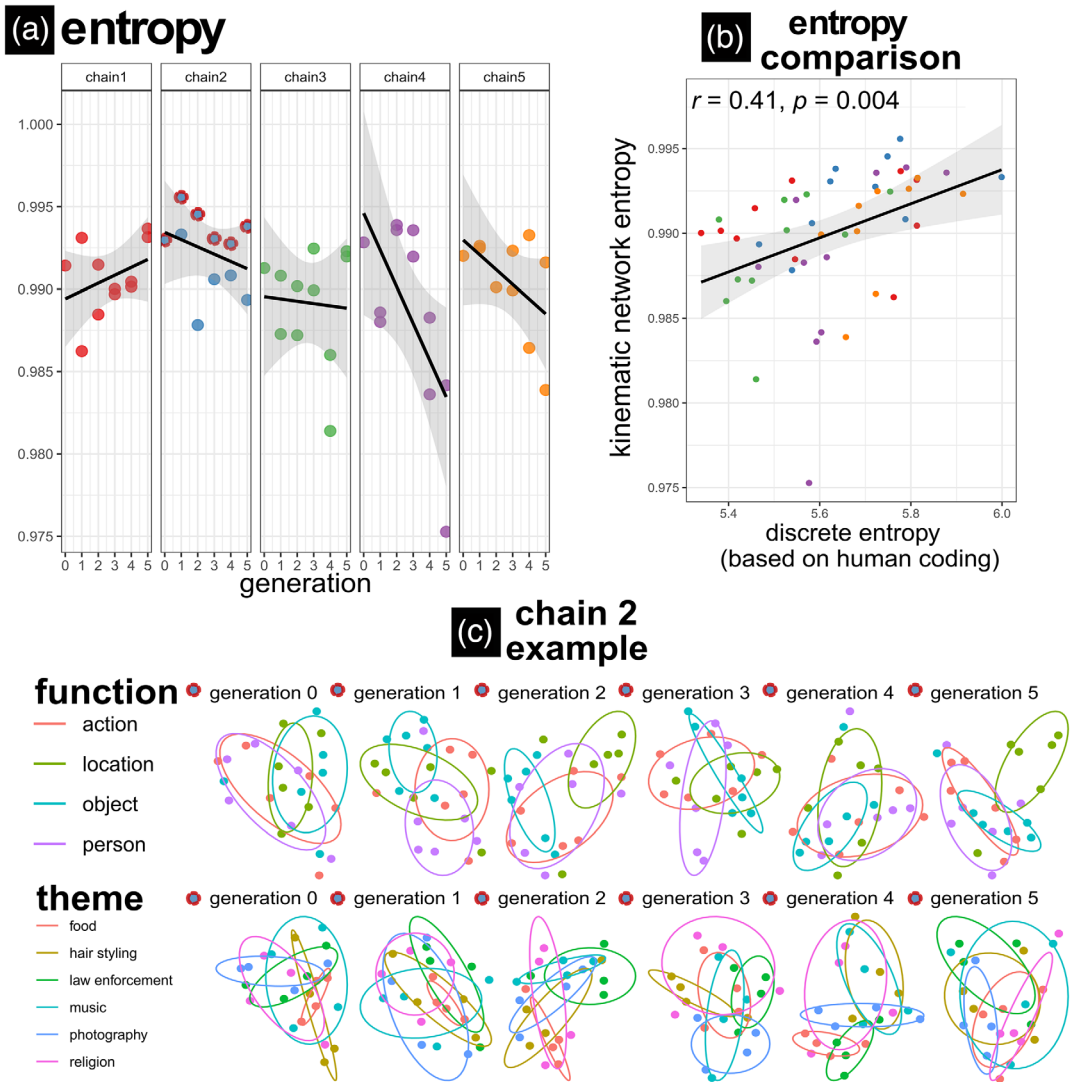 (a) entropy
chain1 chain2 chain3 chain4 chain5
1.000
0.995
0.990
0.985
0.980
0.975
0 1 2 3 4 5 0 1 2 3 4 5 0 1 2 3 4 5 0 1 2 3 4 5 0 1 2 3 4 5
generation
(b) entropy
comparison
r = 0.41, p = 0.004
kinematic network entropy
0.995
0.990
0.985
0.980
0.975
5.4 5.6 5.8 6.0
discrete entropy
(based on human coding)
(c) chain 2
example
function
action
location
object
person
generation 0 generation 1 generation 2 generation 3 generation 4 generation 5
theme
food
hair styling
law enforcement
music
photography
religion
generation 0 generation 1 generation 2 generation 3 generation 4 generation 5